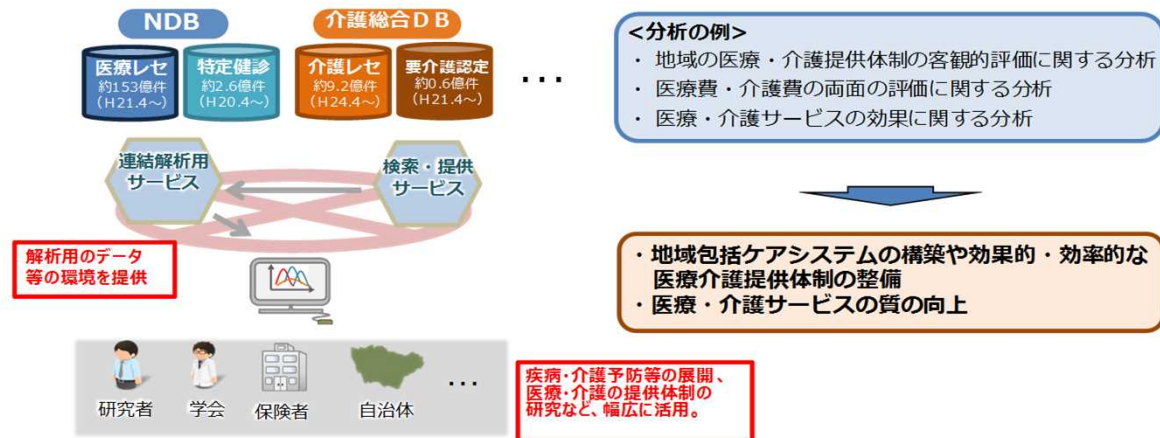 NDB
介護総合ＤＢ
医療レセ
約153億件
（H21.4～）
特定健診
約2.6億件
（H20.4～）
介護レセ
約9.2億件
（H24.4～）
要介護認定
約0.6億件
（H21.4～）
…
連結解析用
サービス
検索・提供
サービス
解析用のデータ
等の環境を提供
研究者
学会
保険者
自治体
…
疾病・介護予防等の展開、
医療・介護の提供体制の
研究など、幅広に活用。
<分析の例>
・ 地域の医療・介護提供体制の客観的評価に関する分析
・ 医療費・介護費の両面の評価に関する分析
・ 医療・介護サービスの効果に関する分析
・地域包括ケアシステムの構築や効果的・効率的な
医療介護提供体制の整備
・医療・介護サービスの質の向上